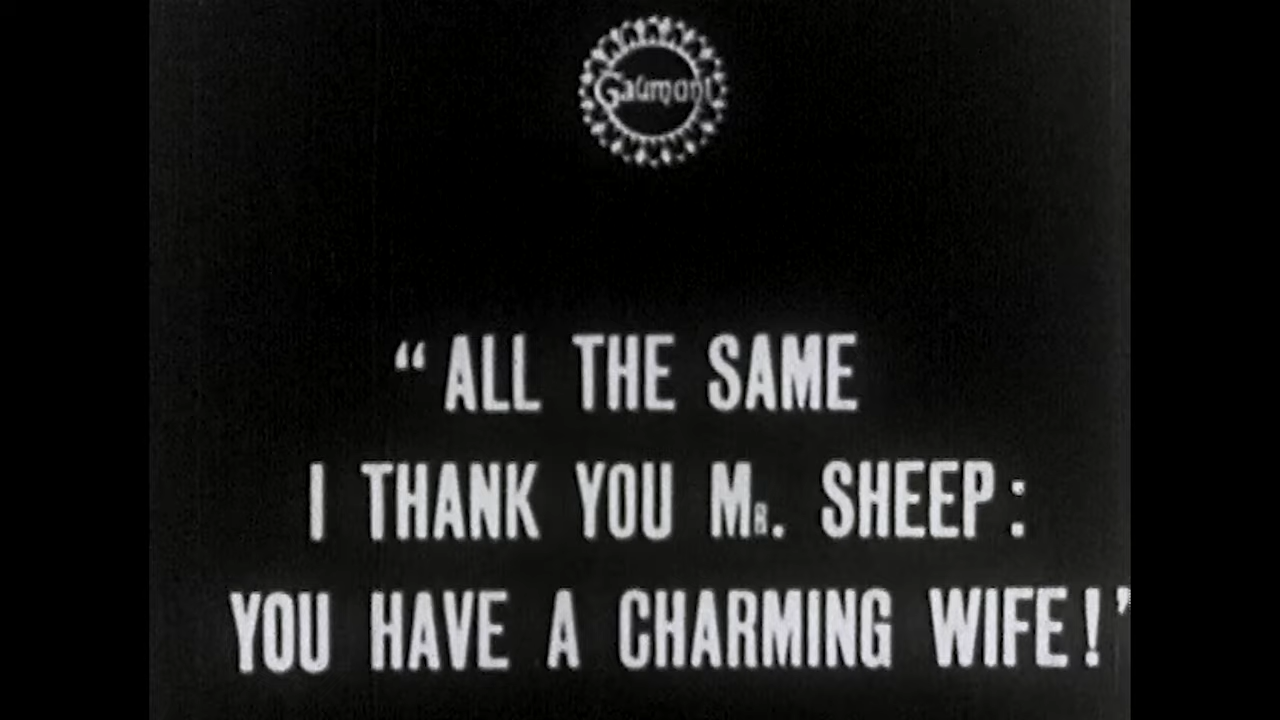 Gaumont
“ ALL THE SAME
I THANK YOU MR. SHEEP :
YOU HAVE A CHARMING WIFE ! ”